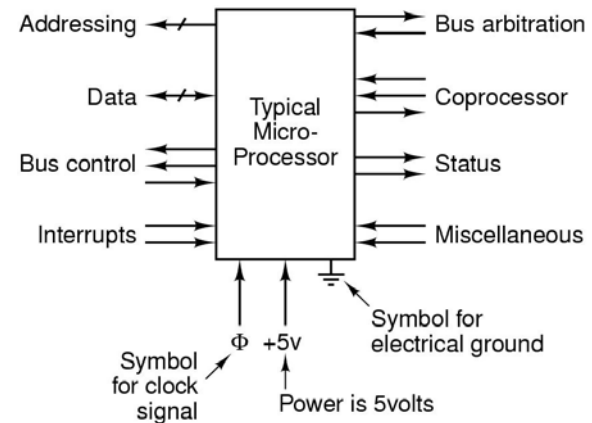 Addressing
Bus arbitration
Data
Typical
Micro-
Processor
Coprocessor
Bus control
Status
Interrupts
Miscellaneous
Φ +5v
Symbol for
electrical ground
Symbol
for clock
signal
Power is 5volts